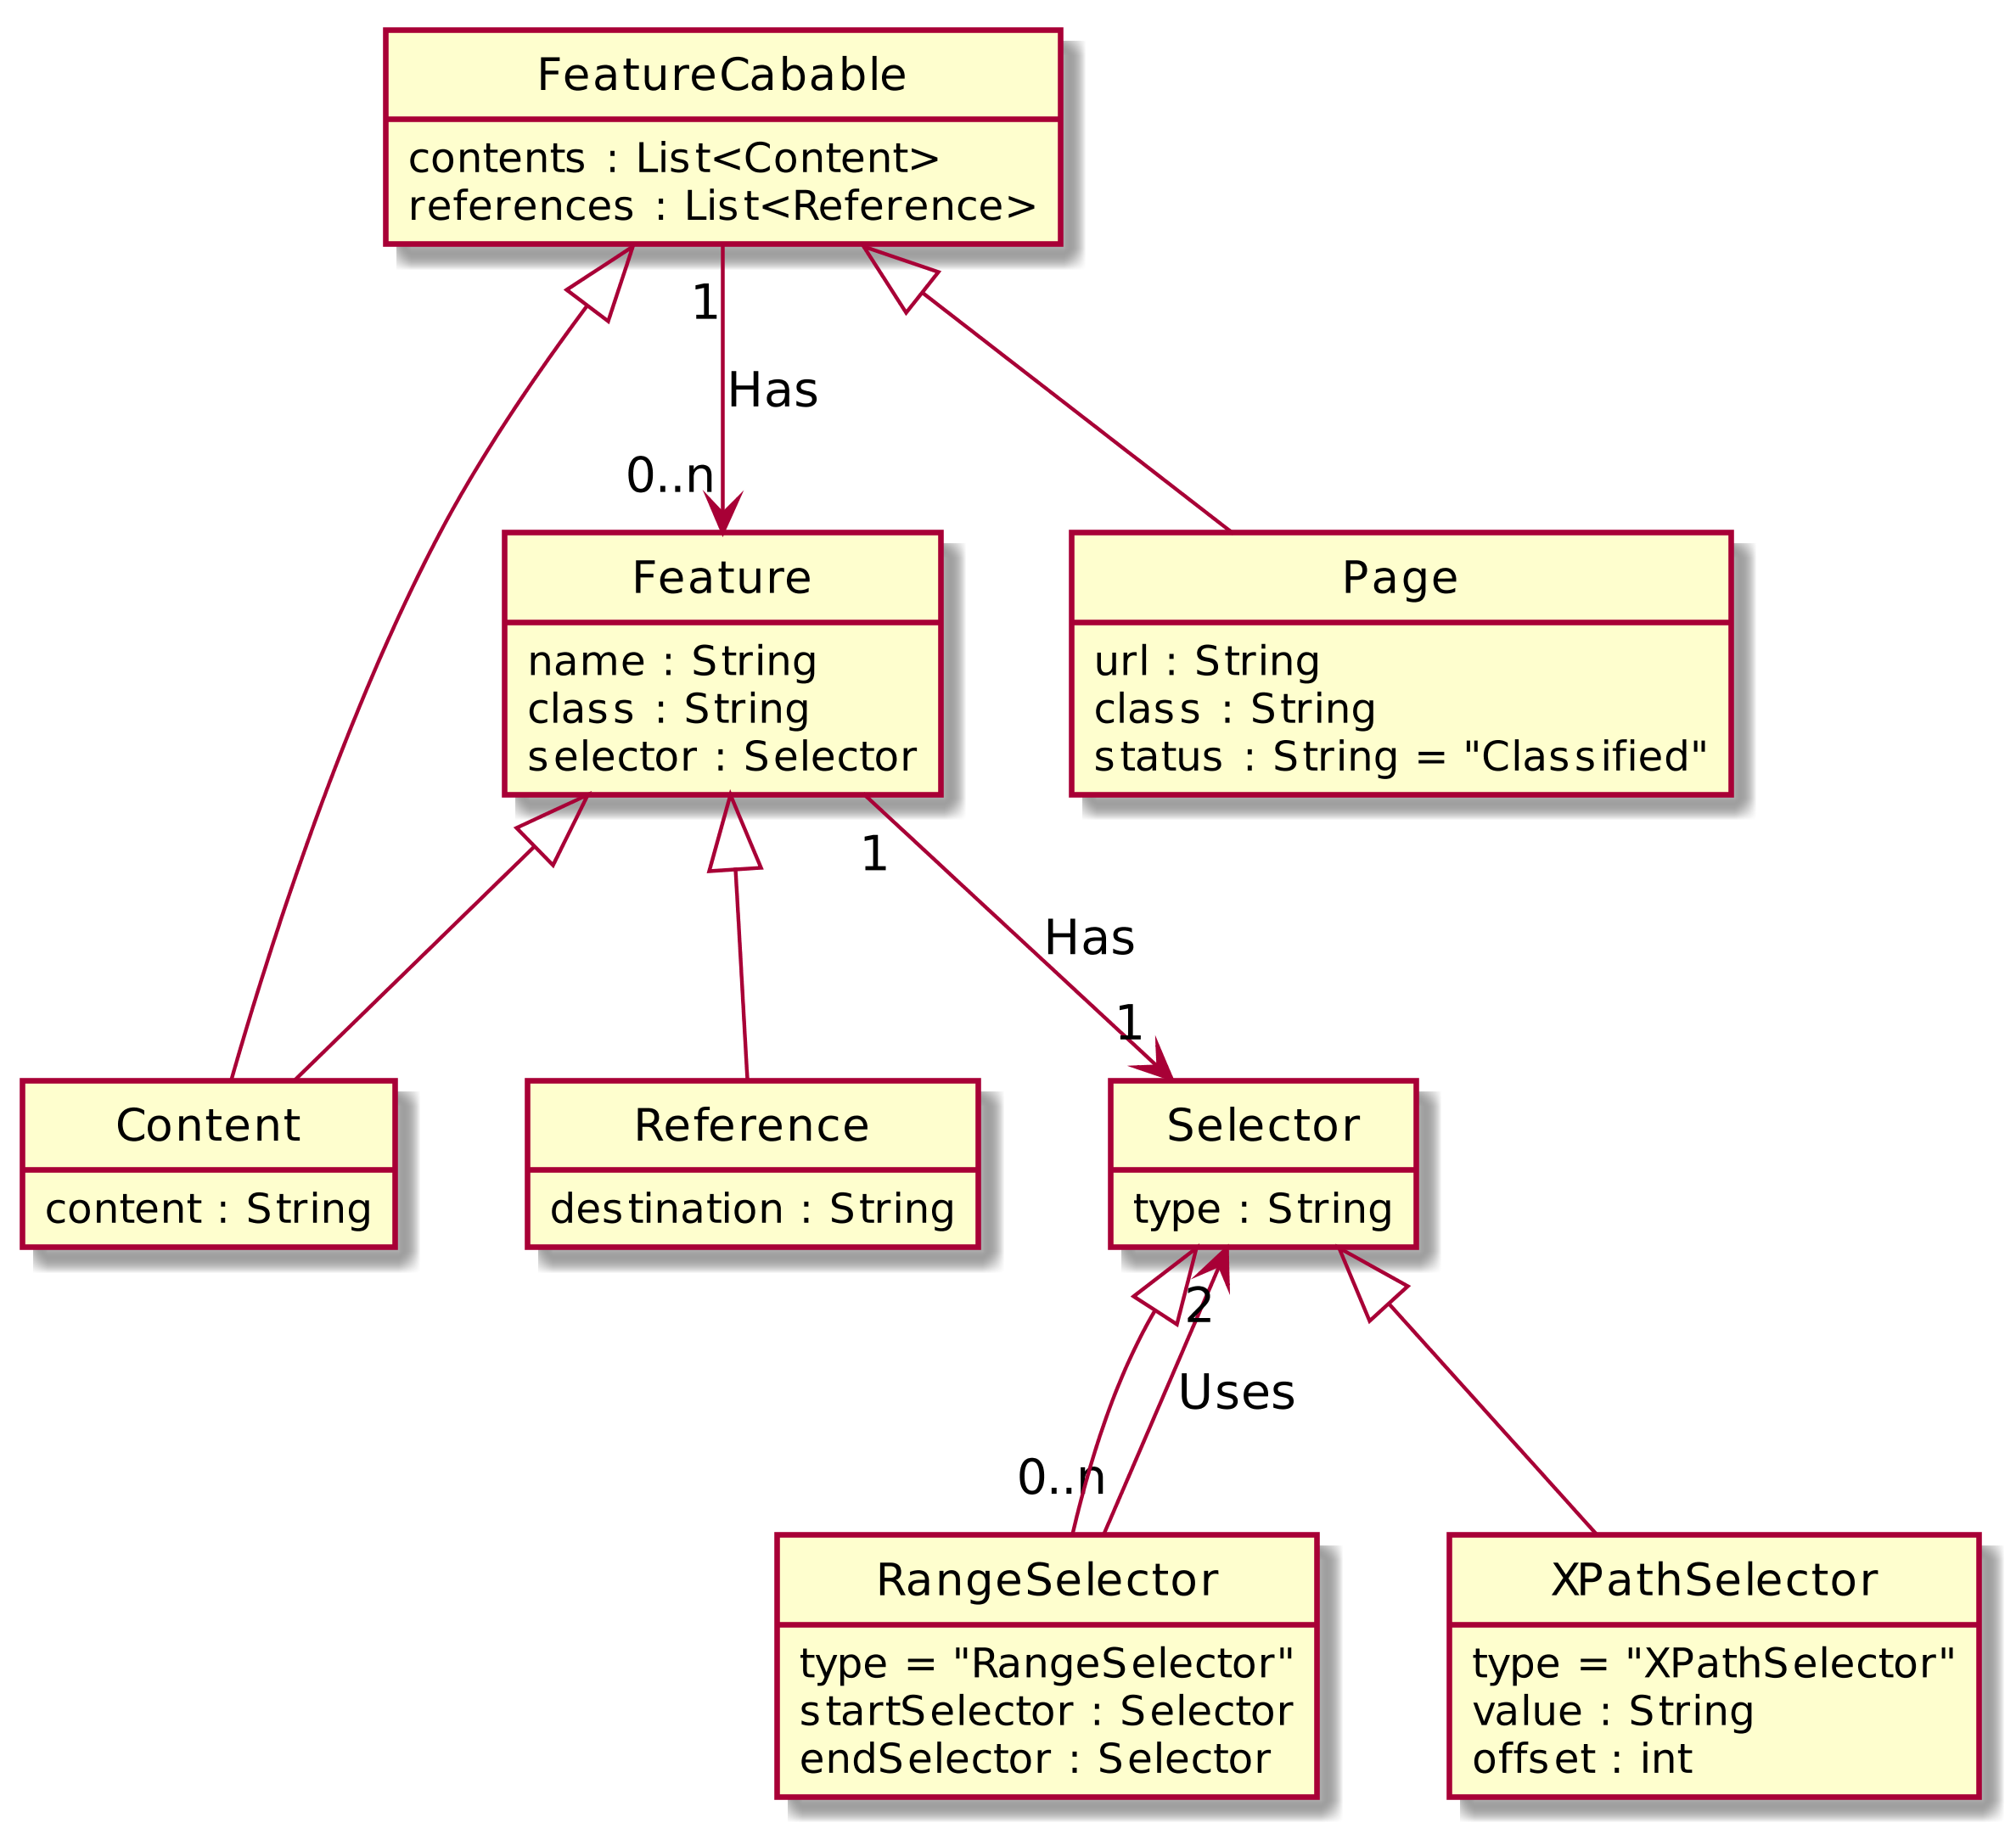 FeatureCabable
contents : List<Content>
references : List<Reference>
1
Has
0..n
Feature
name : String
class : String
selector : Selector
Page
url : String
class : String
status : String = "Classified"
1
Has
1
Content
content : String
Reference
destination : String
Selector
type : String
2
Uses
0..n
RangeSelector
type = "RangeSelector"
startSelector : Selector
endSelector : Selector
XPathSelector
type = "XPathSelector"
value : String
offset : int